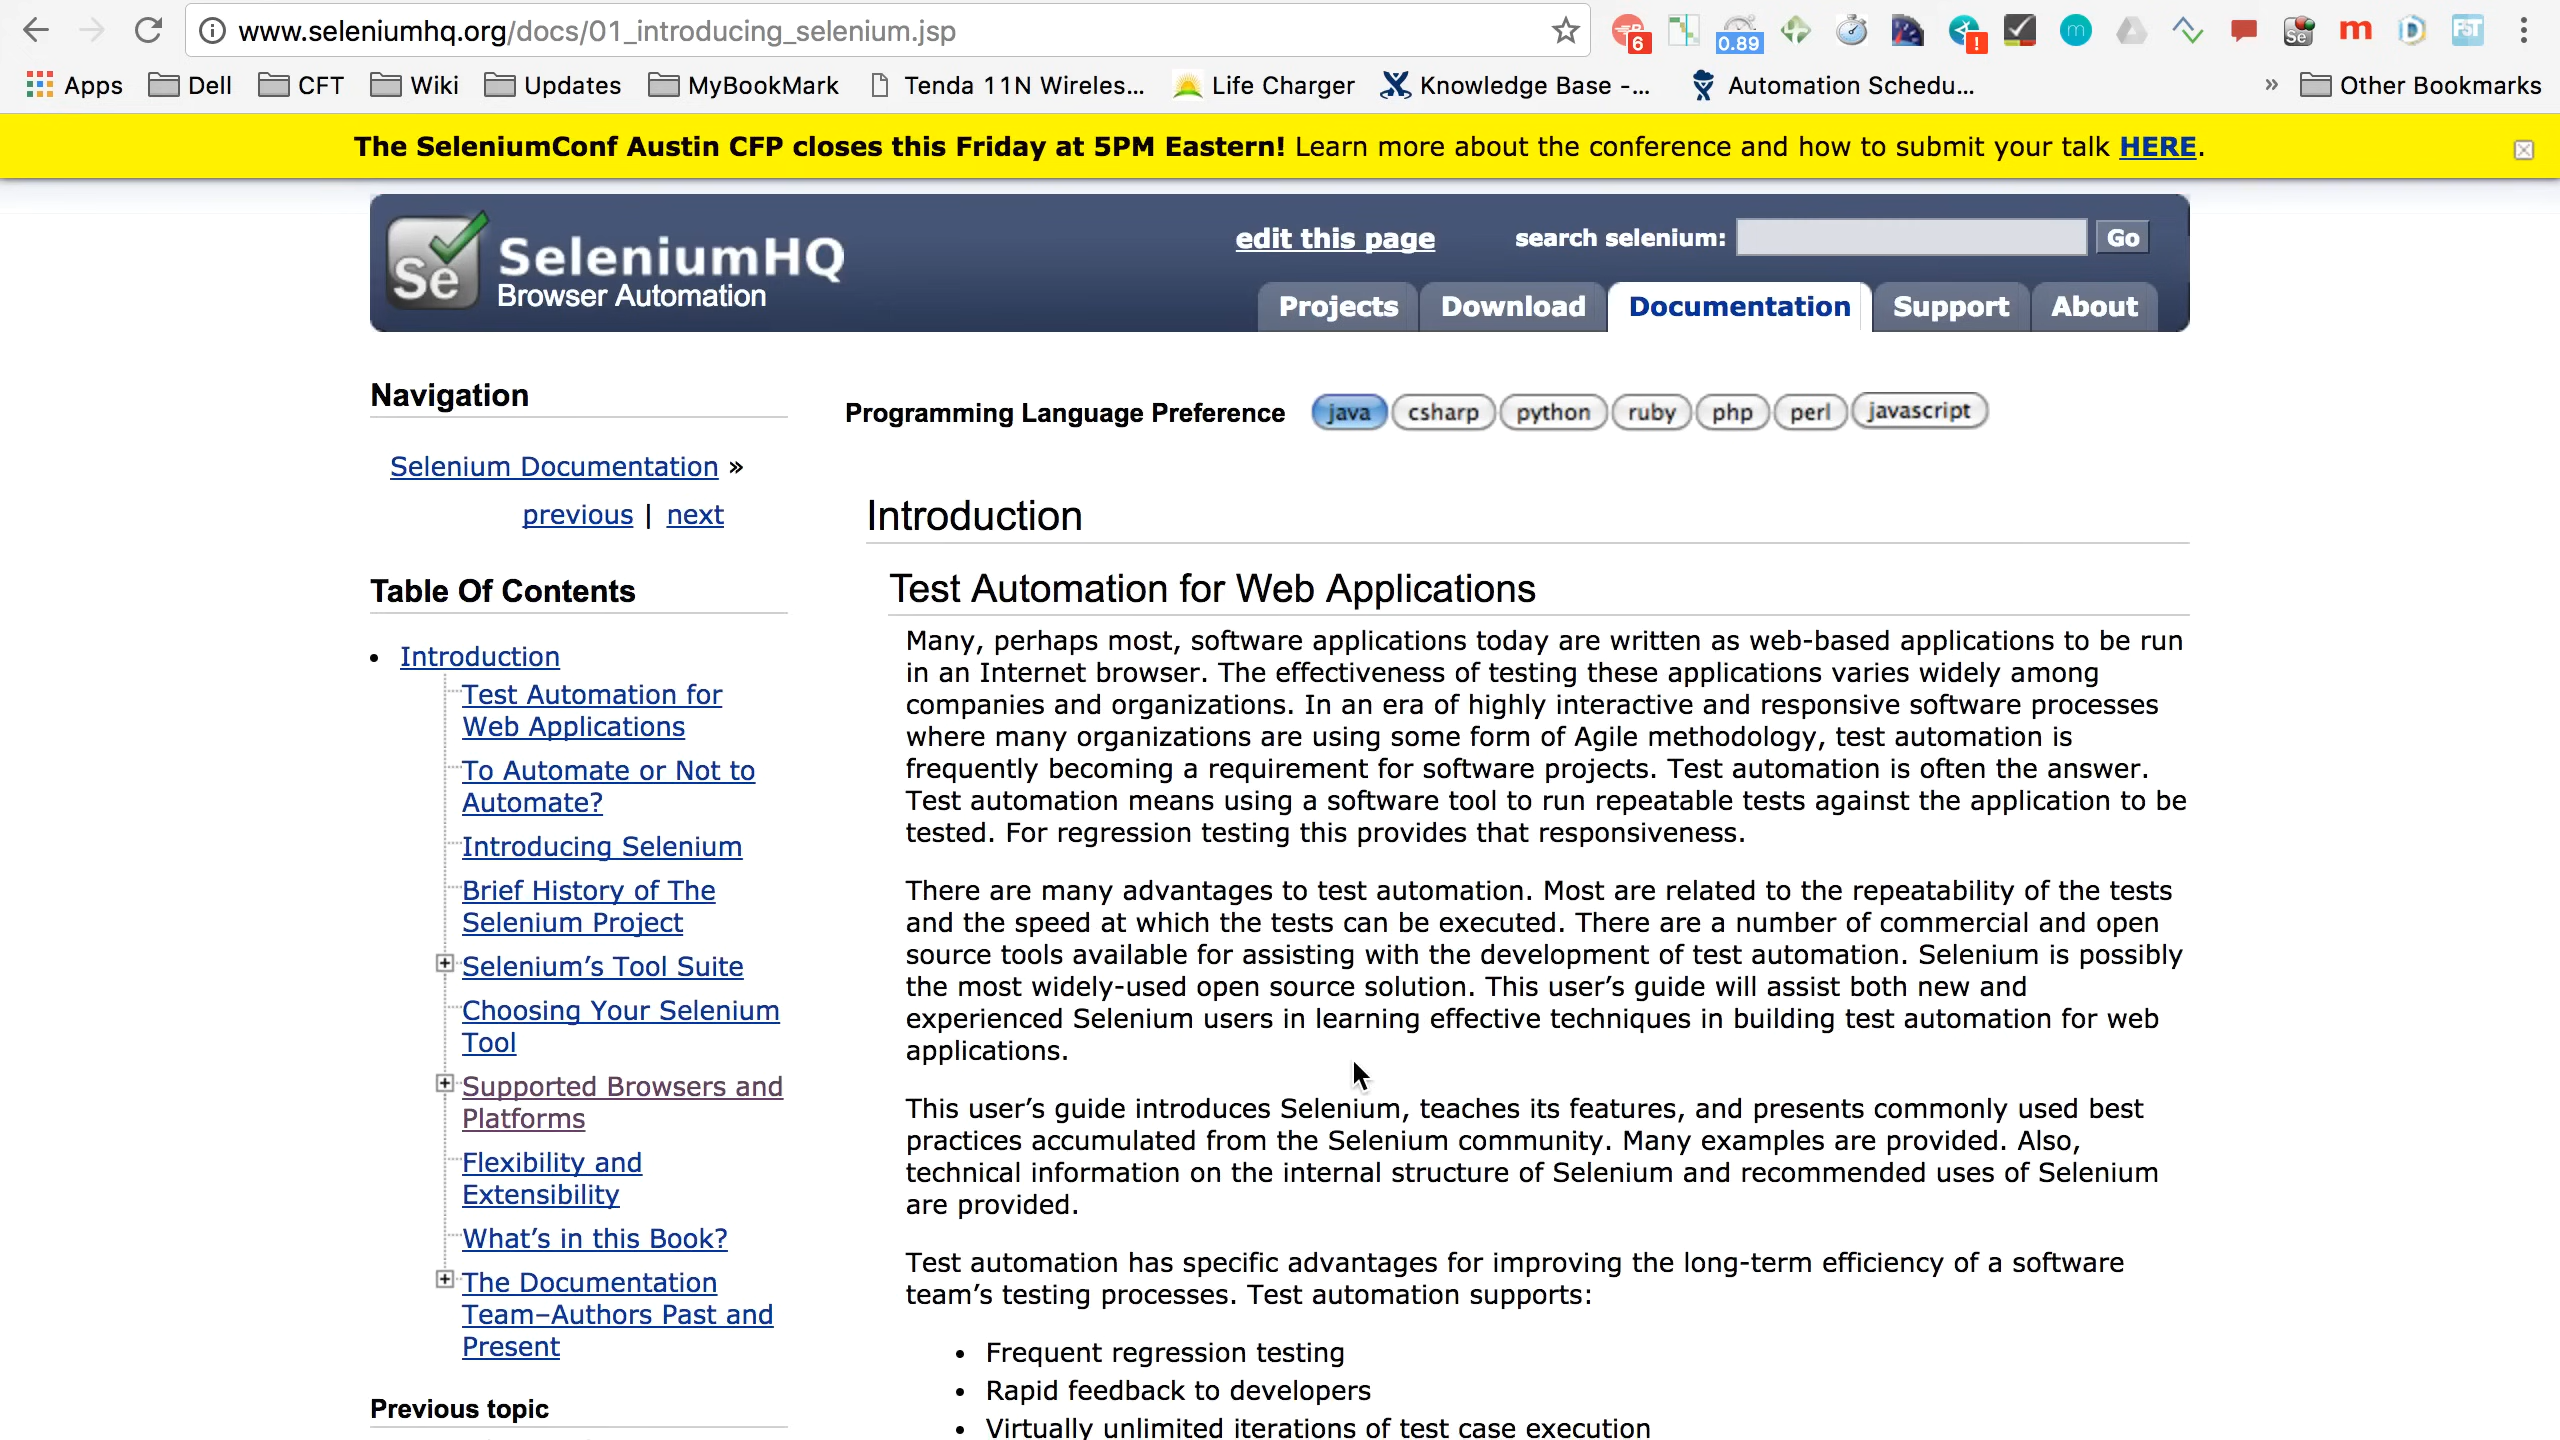 www.seleniumhq.org/docs/01_introducing_selenium.jsp
6
0.89
!
m
Se
m
D
FST
Apps
Dell
CFT
Wiki
Updates
MyBookMark
Tenda 11N Wireles...
Life Charger
Knowledge Base -...
Automation Schedu...
»
Other Bookmarks
The SeleniumConf Austin CFP closes this Friday at 5PM Eastern! Learn more about the conference and how to submit your talk HERE.
Se
SeleniumHQ
Browser Automation
edit this page
search selenium:
Go
Projects
Download
Documentation
Support
About
Navigation
Selenium Documentation »
previous | next
Table Of Contents
• Introduction
Test Automation for
Web Applications
To Automate or Not to
Automate?
Introducing Selenium
Brief History of The
Selenium Project
Selenium’s Tool Suite
Choosing Your Selenium
Tool
Supported Browsers and
Platforms
Flexibility and
Extensibility
What’s in this Book?
The Documentation
Team–Authors Past and
Present
Previous topic
Programming Language Preference
java
csharp
python
ruby
php
perl
javascript
Introduction
Test Automation for Web Applications
Many, perhaps most, software applications today are written as web-based applications to be run
in an Internet browser. The effectiveness of testing these applications varies widely among
companies and organizations. In an era of highly interactive and responsive software processes
where many organizations are using some form of Agile methodology, test automation is
frequently becoming a requirement for software projects. Test automation is often the answer.
Test automation means using a software tool to run repeatable tests against the application to be
tested. For regression testing this provides that responsiveness.
There are many advantages to test automation. Most are related to the repeatability of the tests
and the speed at which the tests can be executed. There are a number of commercial and open
source tools available for assisting with the development of test automation. Selenium is possibly
the most widely-used open source solution. This user’s guide will assist both new and
experienced Selenium users in learning effective techniques in building test automation for web
applications.
This user’s guide introduces Selenium, teaches its features, and presents commonly used best
practices accumulated from the Selenium community. Many examples are provided. Also,
technical information on the internal structure of Selenium and recommended uses of Selenium
are provided.
Test automation has specific advantages for improving the long-term efficiency of a software
team’s testing processes. Test automation supports:
• Frequent regression testing
• Rapid feedback to developers
• Virtually unlimited iterations of test case execution